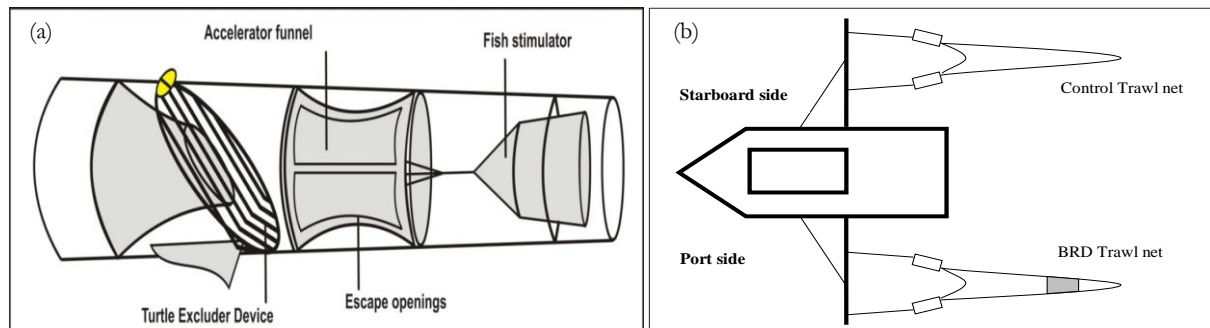 (a)
Accelerator funnel
Fish stimulator
Turtle Excluder Device
Escape openings
(b)
Starboard side
Control Trawl net
Port side
BRD Trawl net